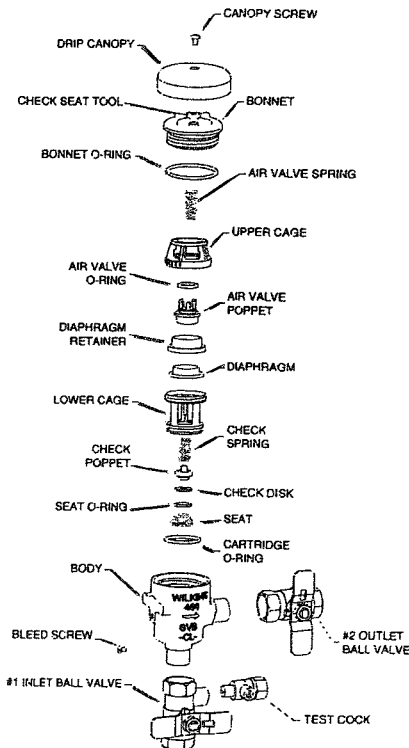 CANOPY SCREW
DRIP CANOPY
CHECK SEAT TOOL
BONNET
BONNET O-RING
AIR VALVE SPRING
UPPER CAGE
AIR VALVE
O-RING
AIR VALVE
POPPET
DIAPHRAGM
RETAINER
DIAPHRAGM
LOWER CAGE
CHECK
SPRING
CHECK
POPPET
CHECK DISK
SEAT O-RING
SEAT
CARTRIDGE
O-RING
BODY
WILKINS
SVB
-CL-
#2 OUTLET
BALL VALVE
BLEED SCREW
#1 INLET BALL VALVE
TEST COCK